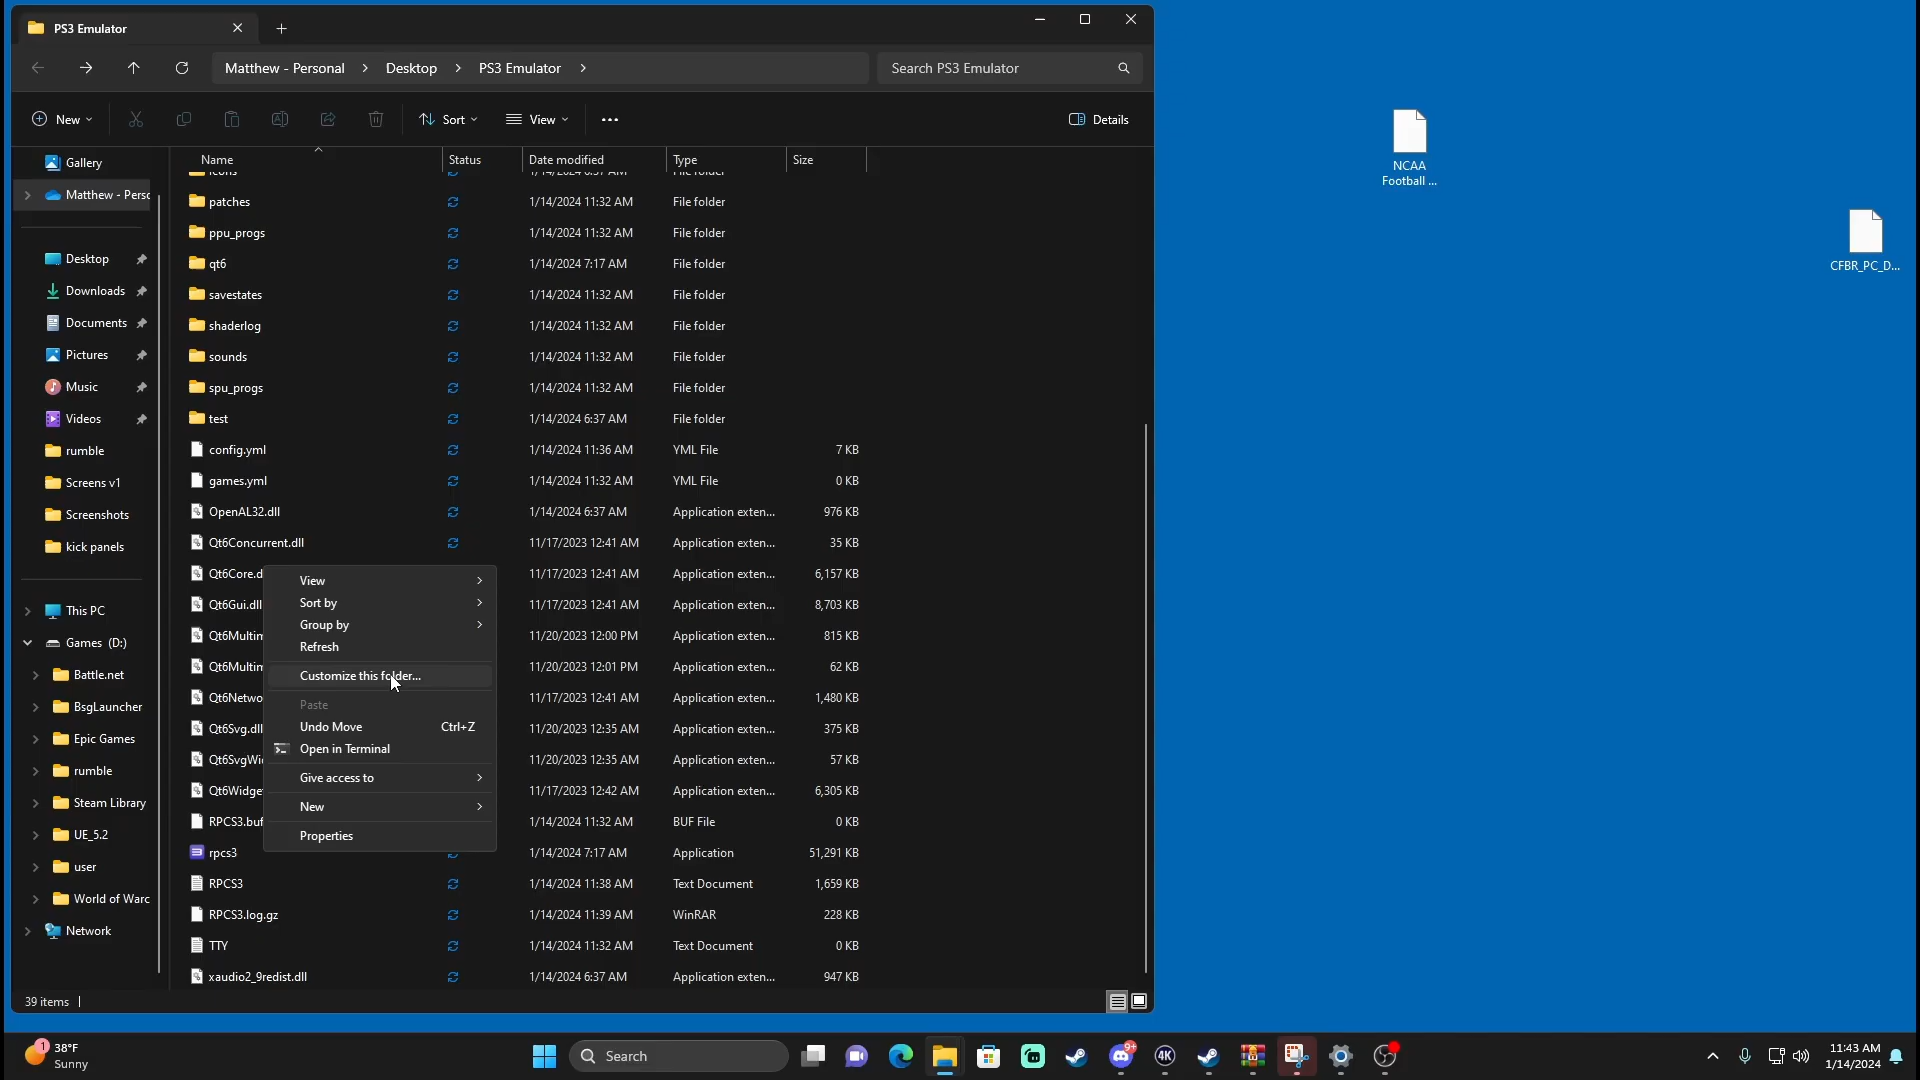 PS3 Emulator
Matthew - Personal > Desktop > PS3 Emulator >
Search PS3 Emulator
New
Sort
View
Details
Name Status Date modified Type Size
Gallery
Matthew - Perso
Desktop
Downloads
Documents
Pictures
Music
Videos
rumble
Screens v1
Screenshots
kick panels
This PC
Games (D:)
Battle.net
BsgLauncher
Epic Games
rumble
Steam Library
UE_5.2
user
World of Warc
Network
patches 1/14/2024 11:32 AM File folder
ppu_progs 1/14/2024 11:32 AM File folder
qt6 1/14/2024 7:17 AM File folder
savestates 1/14/2024 11:32 AM File folder
shaderlog 1/14/2024 11:32 AM File folder
sounds 1/14/2024 11:32 AM File folder
spu_progs 1/14/2024 11:32 AM File folder
test 1/14/2024 6:37 AM File folder
config.yml 1/14/2024 11:36 AM YML File 7 KB
games.yml 1/14/2024 11:32 AM YML File 0 KB
OpenAL32.dll 1/14/2024 6:37 AM Application exten... 976 KB
Qt6Concurrent.dll 11/17/2023 12:41 AM Application exten... 35 KB
Qt6Core.d 11/17/2023 12:41 AM Application exten... 6,157 KB
Qt6Gui.dll 11/17/2023 12:41 AM Application exten... 8,703 KB
Qt6Multim 11/20/2023 12:00 PM Application exten... 815 KB
Qt6Multim 11/20/2023 12:01 PM Application exten... 62 KB
Qt6Netwo 11/17/2023 12:41 AM Application exten... 1,480 KB
Qt6Svg.dll 11/20/2023 12:35 AM Application exten... 375 KB
Qt6SvgWi 11/20/2023 12:35 AM Application exten... 57 KB
Qt6Widge 11/17/2023 12:42 AM Application exten... 6,305 KB
RPCS3.buf 1/14/2024 11:32 AM BUF File 0 KB
rpcs3 1/14/2024 7:17 AM Application 51,291 KB
RPCS3 1/14/2024 11:38 AM Text Document 1,659 KB
RPCS3.log.gz 1/14/2024 11:39 AM WinRAR 228 KB
TTY 1/14/2024 11:32 AM Text Document 0 KB
xaudio2_9redist.dll 1/14/2024 6:37 AM Application exten... 947 KB
View
Sort by
Group by
Refresh
Customize this folder...
Paste
Undo Move Ctrl+Z
Open in Terminal
Give access to
New
Properties
39 items
NCAA
Football ...
CFBR_PC_D...
1
38°F
Sunny
Search
9+
4K
11:43 AM
1/14/2024